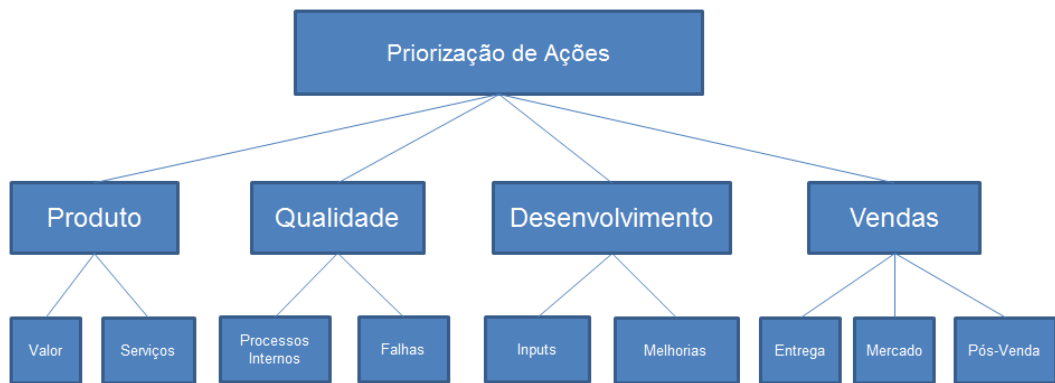 Priorização de Ações
Produto
Qualidade
Desenvolvimento
Vendas
Valor
Serviços
Processos
Internos
Falhas
Inputs
Melhorias
Entrega
Mercado
Pós-Venda